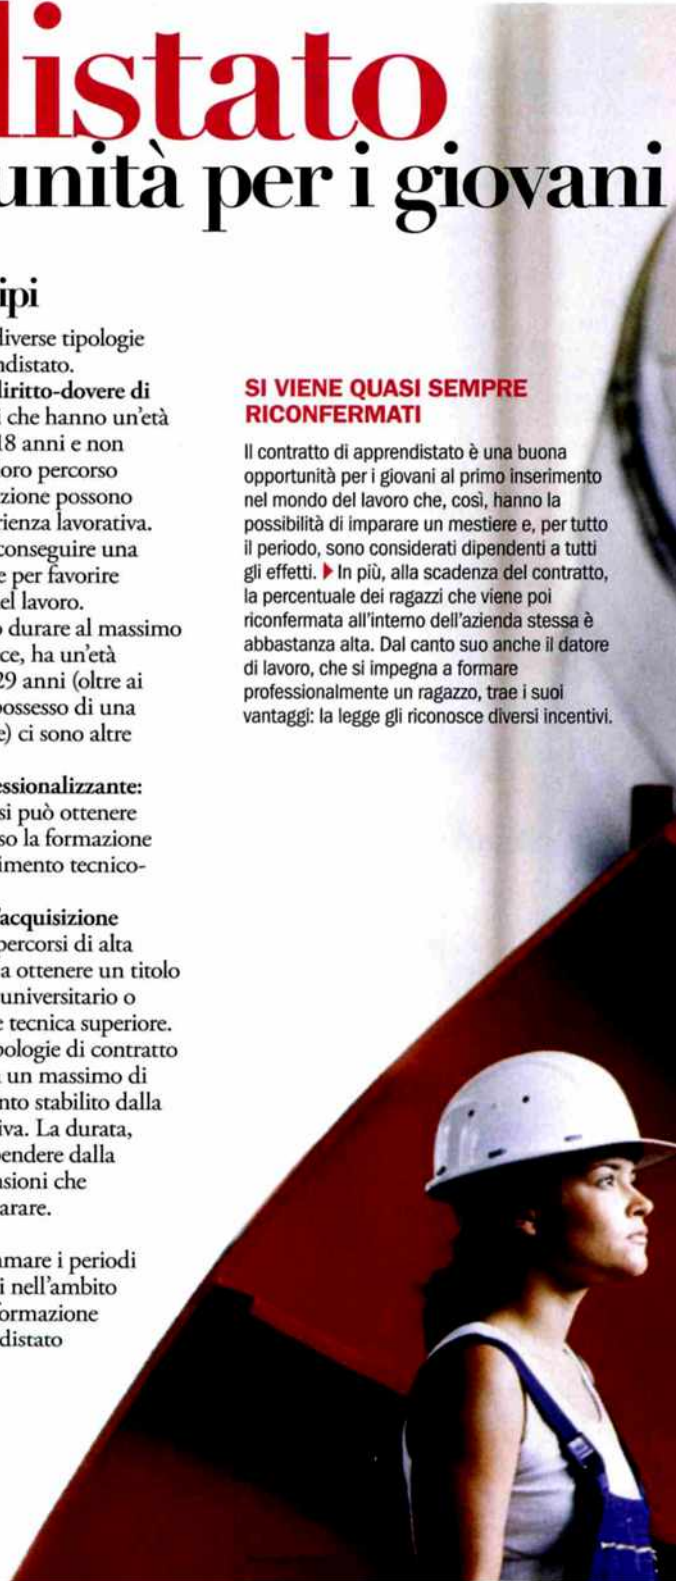 listato
unità per i giovani
ipi
diverse tipologie
ndistato.
diritto-dovere di
i che hanno un'età
18 anni e non
oro percorso
zione possono
rienza lavorativa.
conseguire una
e per favorire
el lavoro.
o durare al massimo
ce, ha un'età
29 anni (oltre ai
possesso di una
e) ci sono altre
essionalizzante:
si può ottenere
so la formazione
imento tecnico-
'acquisizione
percorsi di alta
a ottenere un titolo
universitario o
e tecnica superiore.
pologie di contratto
un massimo di
nto stabilito dalla
iva. La durata,
pendere dalla
nsioni che
arare.
mmare i periodi
i nell'ambito
formazione
distato
SI VIENE QUASI SEMPRE
RICONFERMATI
Il contratto di apprendistato è una buona
opportunità per i giovani al primo inserimento
nel mondo del lavoro che, così, hanno la
possibilità di imparare un mestiere e, per tutto
il periodo, sono considerati dipendenti a tutti
gli effetti. ▶ In più, alla scadenza del contratto,
la percentuale dei ragazzi che viene poi
riconfermata all'interno dell'azienda stessa è
abbastanza alta. Dal canto suo anche il datore
di lavoro, che si impegna a formare
professionalmente un ragazzo, trae i suoi
vantaggi: la legge gli riconosce diversi incentivi.